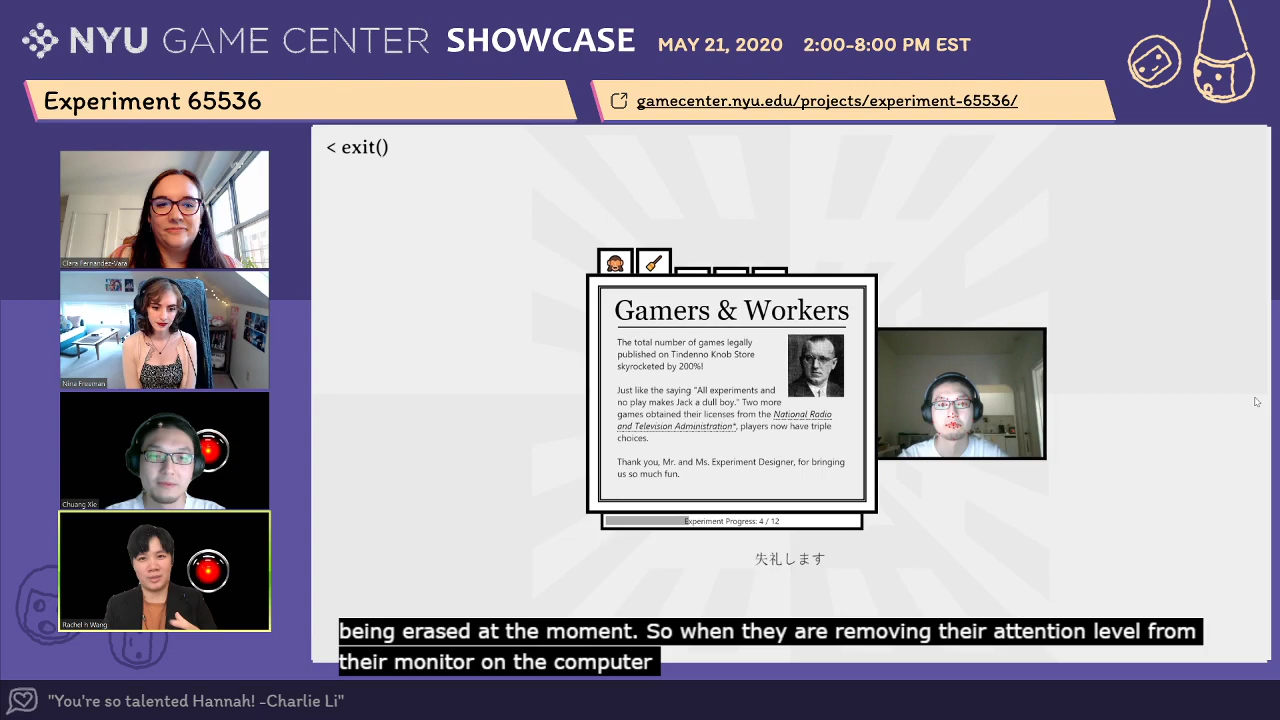 NYU GAME CENTER SHOWCASE MAY 21, 2020 2:00-8:00 PM EST
Experiment 65536
gamecenter.nyu.edu/projects/experiment-65536/
< exit()
Clara Fernandez-Vara
Nina Freeman
Chuang Xie
Rachel h Wang
Gamers & Workers
The total number of games legally
published on Tindenno Knob Store
skyrocketed by 200%!
Just like the saying "All experiments and
no play makes Jack a dull boy." Two more
games obtained their licenses from the National Radio
and Television Administration*, players now have triple
choices.
Thank you, Mr. and Ms. Experiment Designer, for bringing
us so much fun.
Experiment Progress: 4 / 12
失礼します
being erased at the moment. So when they are removing their attention level from
their monitor on the computer
"You're so talented Hannah! -Charlie Li"